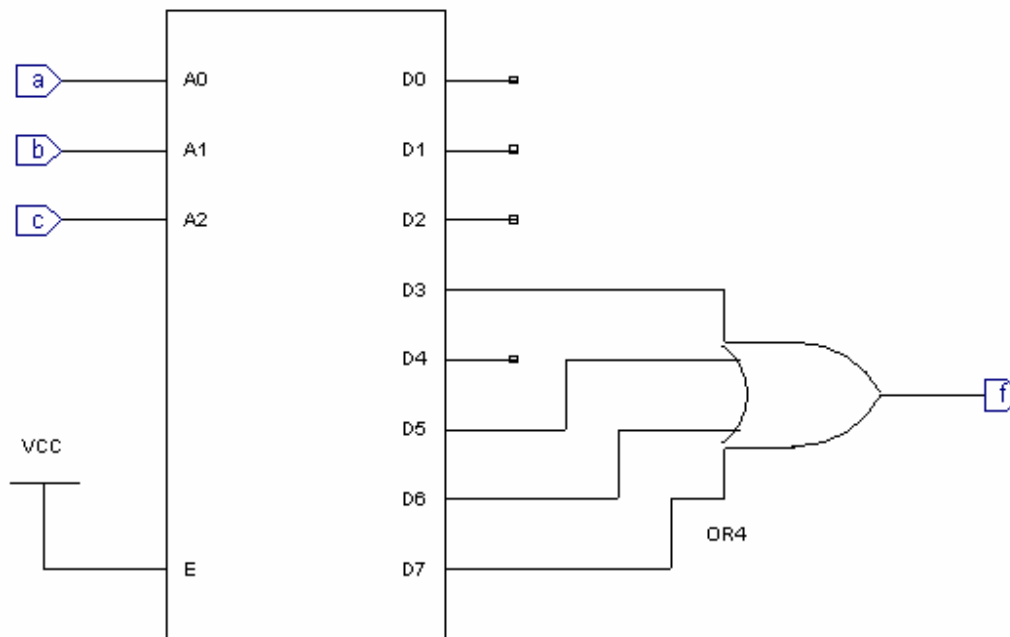 a A0 D0
b A1 D1
c A2 D2
D3
D4
f
D5
VCC
D6
OR4
E D7